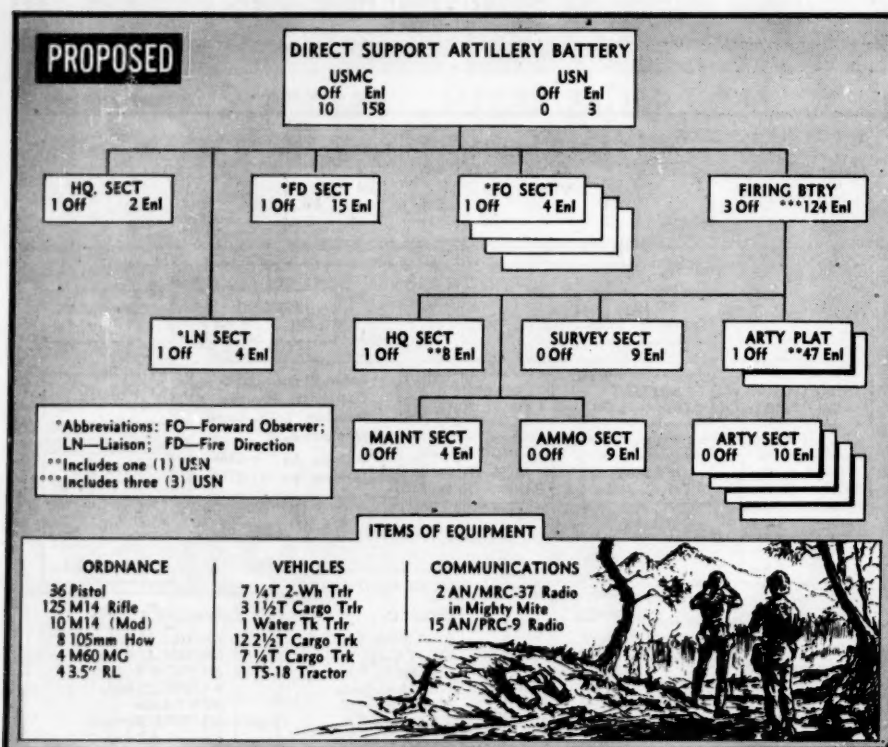 PROPOSED
DIRECT SUPPORT ARTILLERY BATTERY
USMC USN
Off Enl Off Enl
10 158 0 3
HQ. SECT
1 Off 2 Enl
*FD SECT
1 Off 15 Enl
*FO SECT
1 Off 4 Enl
FIRING BTRY
3 Off ***124 Enl
*LN SECT
1 Off 4 Enl
HQ SECT
1 Off **8 Enl
SURVEY SECT
0 Off 9 Enl
ARTY PLAT
1 Off **47 Enl
*Abbreviations: FO—Forward Observer;
LN—Liaison; FD—Fire Direction
**Includes one (1) USN
***Includes three (3) USN
MAINT SECT
0 Off 4 Enl
AMMO SECT
0 Off 9 Enl
ARTY SECT
0 Off 10 Enl
ITEMS OF EQUIPMENT
ORDNANCE
36 Pistol
125 M14 Rifle
10 M14 (Mod)
8 105mm How
4 M60 MG
4 3.5" RL
VEHICLES
7 ¼T 2-Wh Trlr
3 1½T Cargo Trlr
1 Water Tk Trlr
12 2½T Cargo Trk
7 ¼T Cargo Trk
1 TS-18 Tractor
COMMUNICATIONS
2 AN/MRC-37 Radio
in Mighty Mite
15 AN/PRC-9 Radio